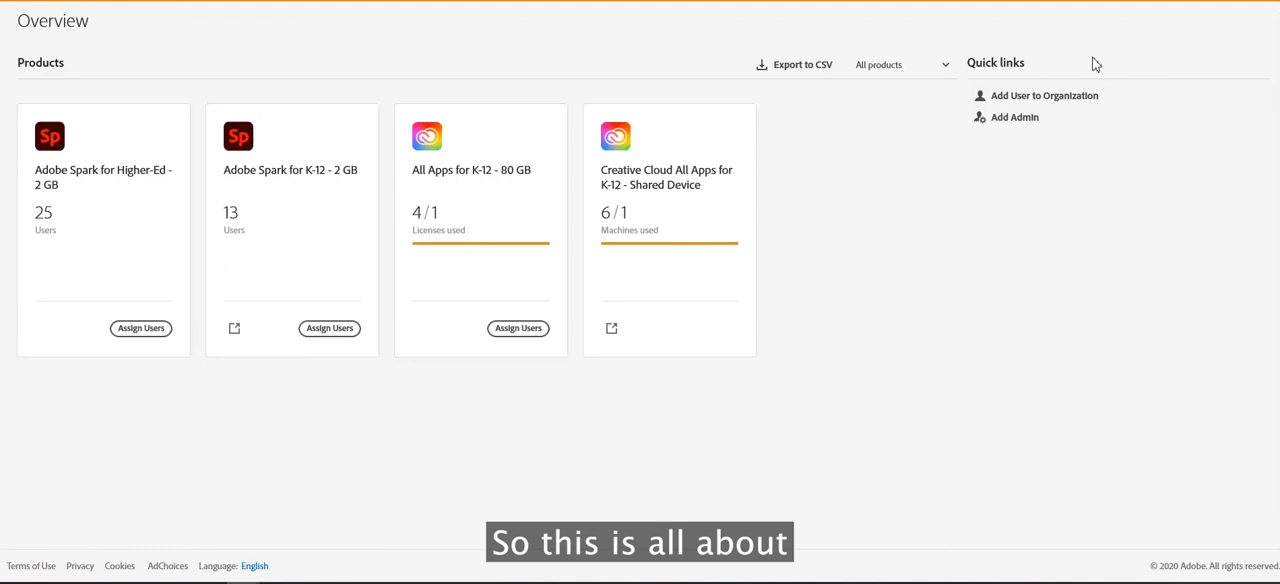 Overview
Products
Export to CSV
All products
Quick links
Add User to Organization
Add Admin
Sp
Adobe Spark for Higher-Ed -
2 GB
25
Users
Assign Users
Sp
Adobe Spark for K-12 - 2 GB
13
Users
Assign Users
All Apps for K-12 - 80 GB
4/1
Licenses used
Assign Users
Creative Cloud All Apps for
K-12 - Shared Device
6/1
Machines used
So this is all about
Terms of Use Privacy Cookies AdChoices Language: English
© 2020 Adobe. All rights reserved.